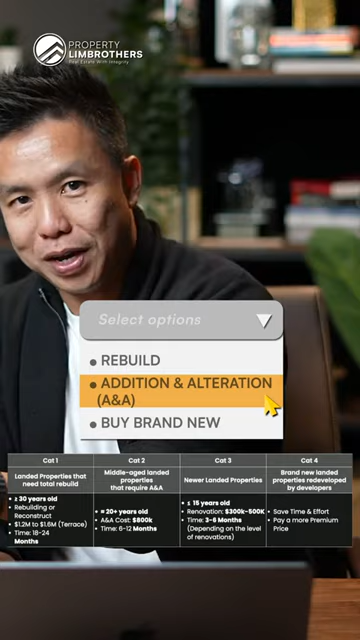 PROPERTY
LIMBROTHERS
Real Estate With Integrity
Select options
• REBUILD
• ADDITION & ALTERATION
(A&A)
• BUY BRAND NEW
Cat 1 Cat 2 Cat 3 Cat 4
Landed Properties that
need total rebuild
Middle-aged landed
properties
that require A&A
Newer Landed Properties
Brand new landed
properties redeveloped
by developers
• ≥ 30 years old
Rebuilding or
Reconstruct
• $1.2M to $1.6M (Terrace)
• Time: 18-24
Months
• ≈ 20+ years old
• A&A Cost: $800k
• Time: 6-12 Months
• ≤ 15 years old
• Renovation: $300k~500K
• Time: 3-6 Months
(Depending on the level
of renovations)
• Save Time & Effort
• Pay a more Premium
Price